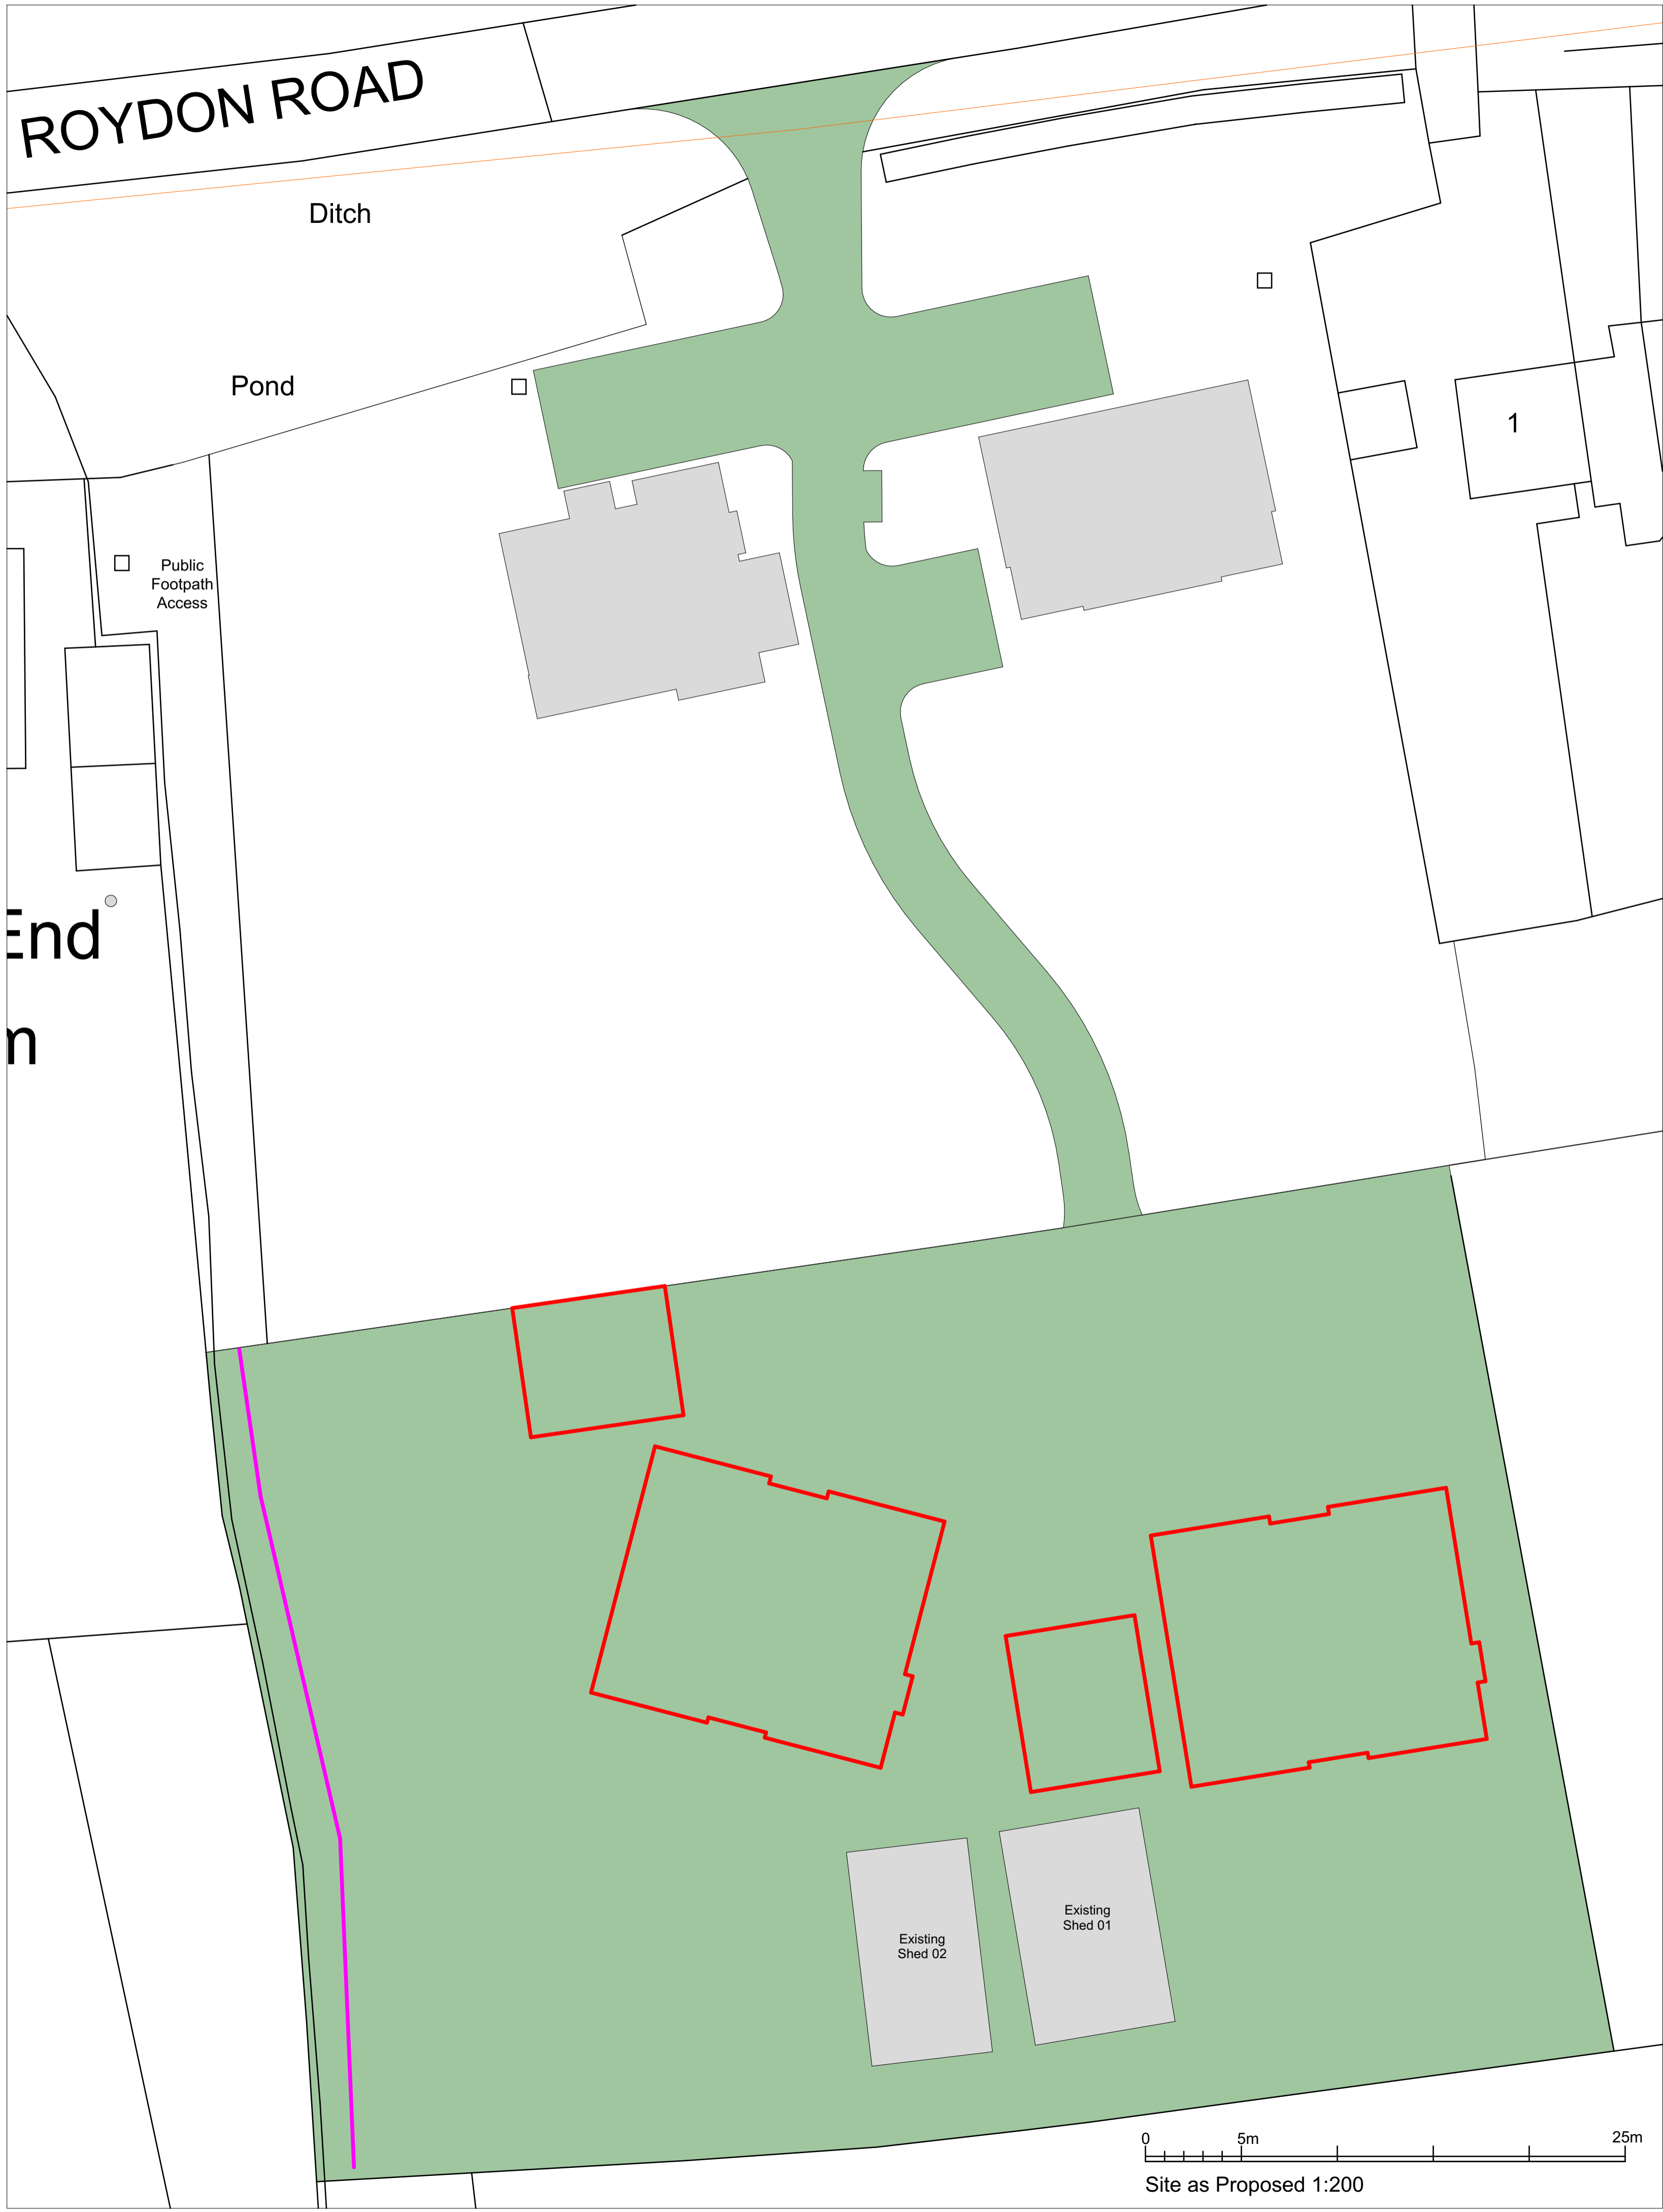 ROYDON ROAD
Ditch
Pond
1
Public
Footpath
Access
End
m
Existing
Shed 01
Existing
Shed 02
0 5m 25m
Site as Proposed 1:200